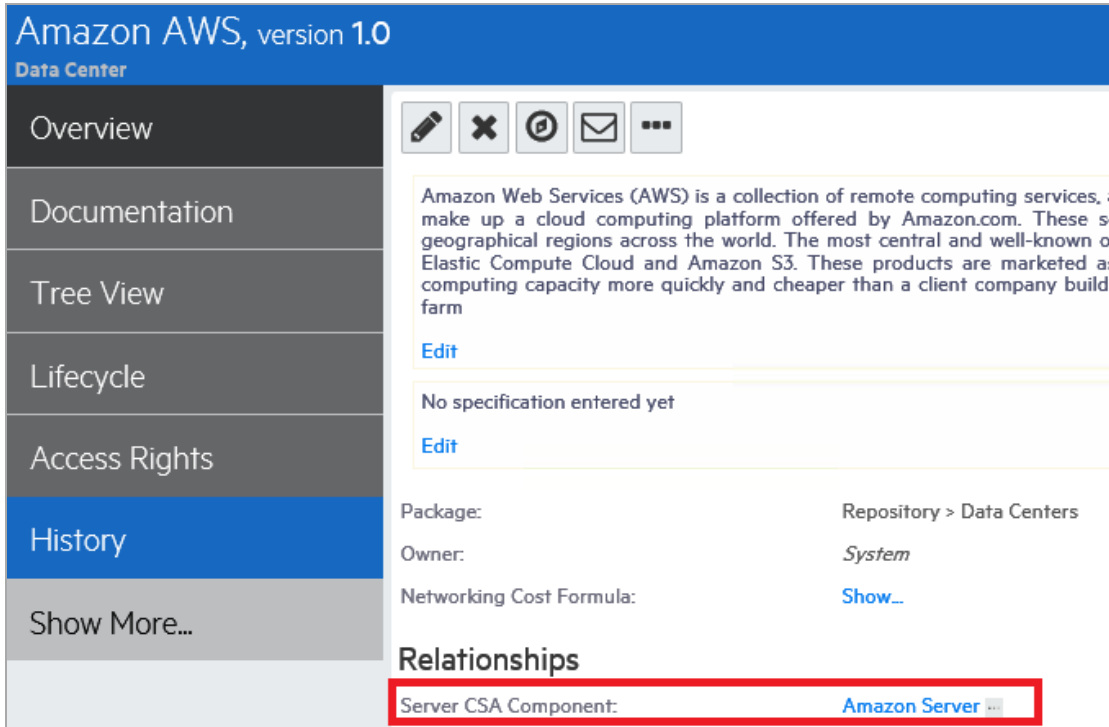 Amazon AWS, version 1.0
Data Center
Overview
Documentation
Tree View
Lifecycle
Access Rights
History
Show More...
Amazon Web Services (AWS) is a collection of remote computing services,
make up a cloud computing platform offered by Amazon.com. These
geographical regions across the world. The most central and well-known
Elastic Compute Cloud and Amazon S3. These products are marketed
computing capacity more quickly and cheaper than a client company build
farm
Edit
No specification entered yet
Edit
Package: Repository > Data Centers
Owner: System
Networking Cost Formula: Show...
Relationships
Server CSA Component: Amazon Server ...